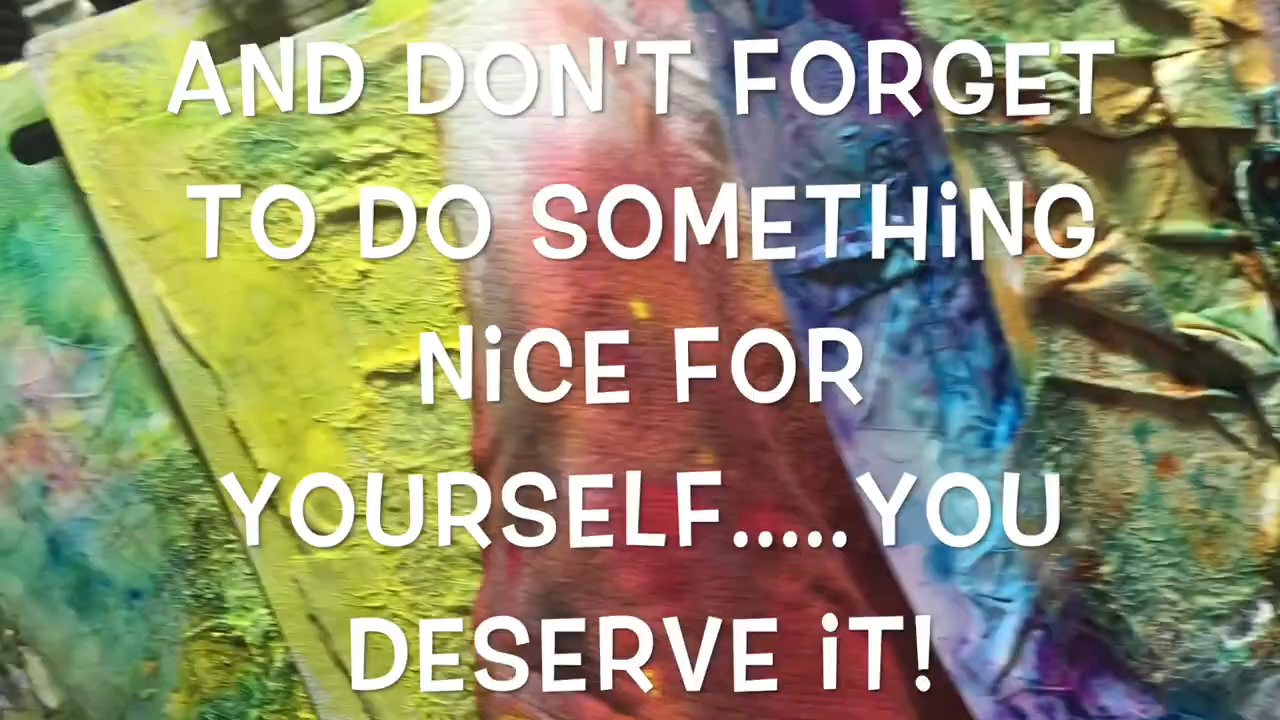 AND DON'T FORGET
TO DO SOMETHiNG
NiCE FOR
YOURSELF.....YOU
DESERVE iT!